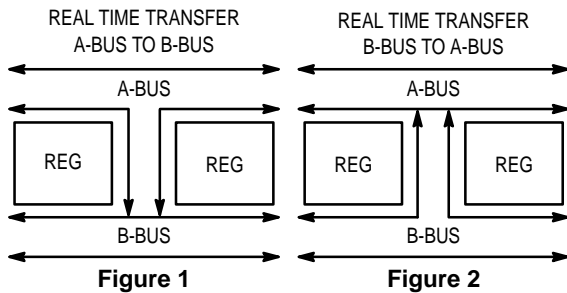 REAL TIME TRANSFER
A-BUS TO B-BUS
A-BUS
REG
REG
B-BUS
Figure 1
REAL TIME TRANSFER
B-BUS TO A-BUS
A-BUS
REG
REG
B-BUS
Figure 2